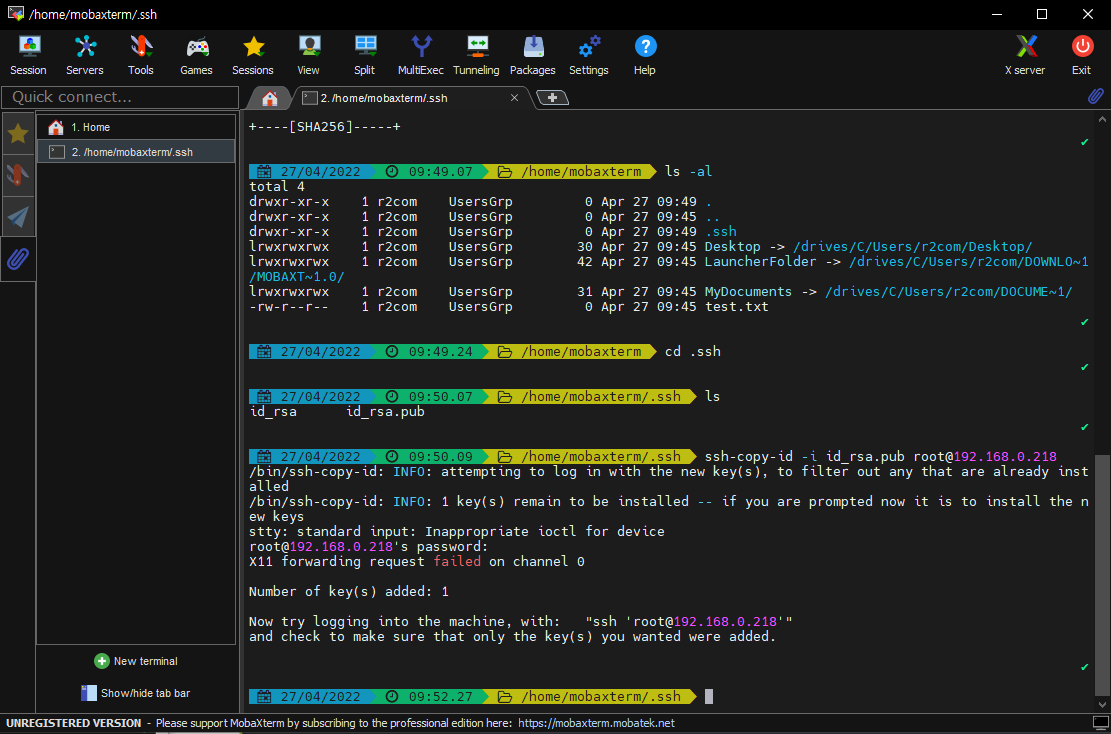 /home/mobaxterm/.ssh
Session Servers Tools Games Sessions View Split MultiExec Tunneling Packages Settings Help X server Exit
Quick connect...
2. /home/mobaxterm/.ssh
1. Home
2. /home/mobaxterm/.ssh
+----[SHA256]-----+
27/04/2022 09:49.07 /home/mobaxterm ls -al
total 4
drwxr-xr-x    1 r2com    UsersGrp         0 Apr 27 09:49 .
drwxr-xr-x    1 r2com    UsersGrp         0 Apr 27 09:45 ..
drwxr-xr-x    1 r2com    UsersGrp         0 Apr 27 09:49 .ssh
lrwxrwxrwx    1 r2com    UsersGrp        30 Apr 27 09:45 Desktop -> /drives/C/Users/r2com/Desktop/
lrwxrwxrwx    1 r2com    UsersGrp        42 Apr 27 09:45 LauncherFolder -> /drives/C/Users/r2com/DOWNLO~1
/MOBAXT~1.0/
lrwxrwxrwx    1 r2com    UsersGrp        31 Apr 27 09:45 MyDocuments -> /drives/C/Users/r2com/DOCUME~1/
-rw-r--r--    1 r2com    UsersGrp         0 Apr 27 09:45 test.txt
27/04/2022 09:49.24 /home/mobaxterm cd .ssh
27/04/2022 09:50.07 /home/mobaxterm/.ssh ls
id_rsa      id_rsa.pub
27/04/2022 09:50.09 /home/mobaxterm/.ssh ssh-copy-id -i id_rsa.pub root@192.168.0.218
/bin/ssh-copy-id: INFO: attempting to log in with the new key(s), to filter out any that are already inst
alled
/bin/ssh-copy-id: INFO: 1 key(s) remain to be installed -- if you are prompted now it is to install the n
ew keys
stty: standard input: Inappropriate ioctl for device
root@192.168.0.218's password:
X11 forwarding request failed on channel 0
Number of key(s) added: 1
Now try logging into the machine, with:   "ssh 'root@192.168.0.218'"
and check to make sure that only the key(s) you wanted were added.
27/04/2022 09:52.27 /home/mobaxterm/.ssh
New terminal
Show/hide tab bar
UNREGISTERED VERSION - Please support MobaXterm by subscribing to the professional edition here: https://mobaxterm.mobatek.net